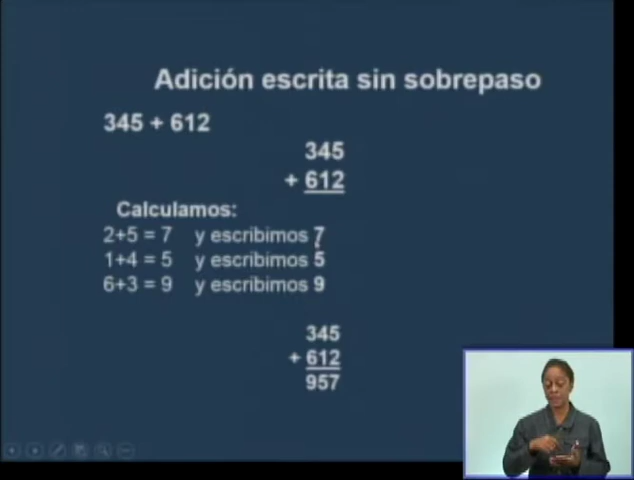 Adición escrita sin sobrepaso
345 + 612
345
+ 612
Calculamos:
2+5 = 7 y escribimos 7
1+4 = 5 y escribimos 5
6+3 = 9 y escribimos 9
345
+ 612
957